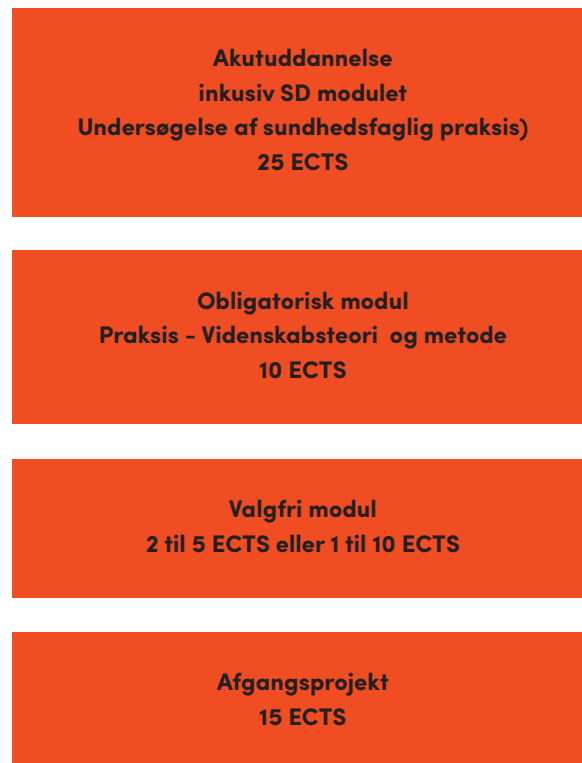 Akutuddannelse
inkusiv SD modulet
Undersøgelse af sundhedsfaglig praksis)
25 ECTS
Obligatorisk modul
Praksis - Videnskabsteori og metode
10 ECTS
Valgfri modul
2 til 5 ECTS eller 1 til 10 ECTS
Afgangsprojekt
15 ECTS